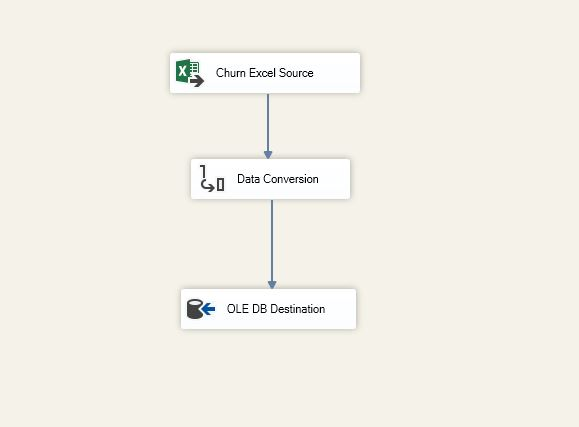 Churn Excel Source
Data Conversion
OLE DB Destination